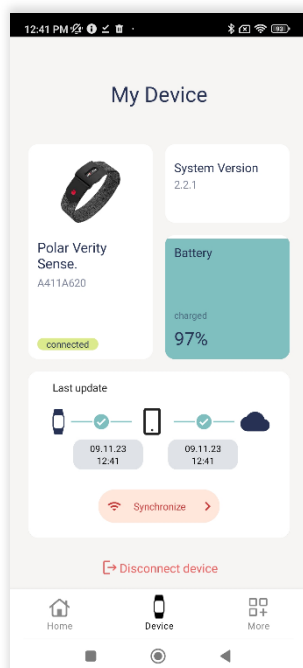 12:41 PM
92
My Device
Polar Verity
Sense.
A411A620
connected
System Version
2.2.1
Battery
charged
97%
Last update
09.11.23
12:41
09.11.23
12:41
Synchronize
Disconnect device
Home
Device
More